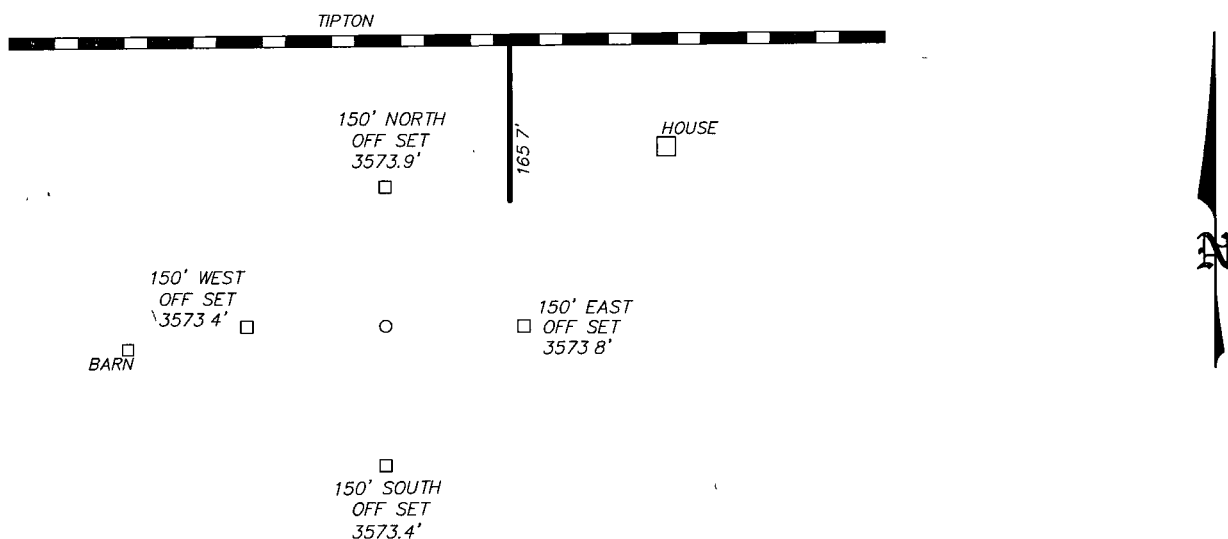 TIPTON
150' NORTH
OFF SET
3573.9'
165 7'
HOUSE
150' WEST
OFF SET
3573 4'
150' EAST
OFF SET
3573 8'
BARN
150' SOUTH
OFF SET
3573.4'
N